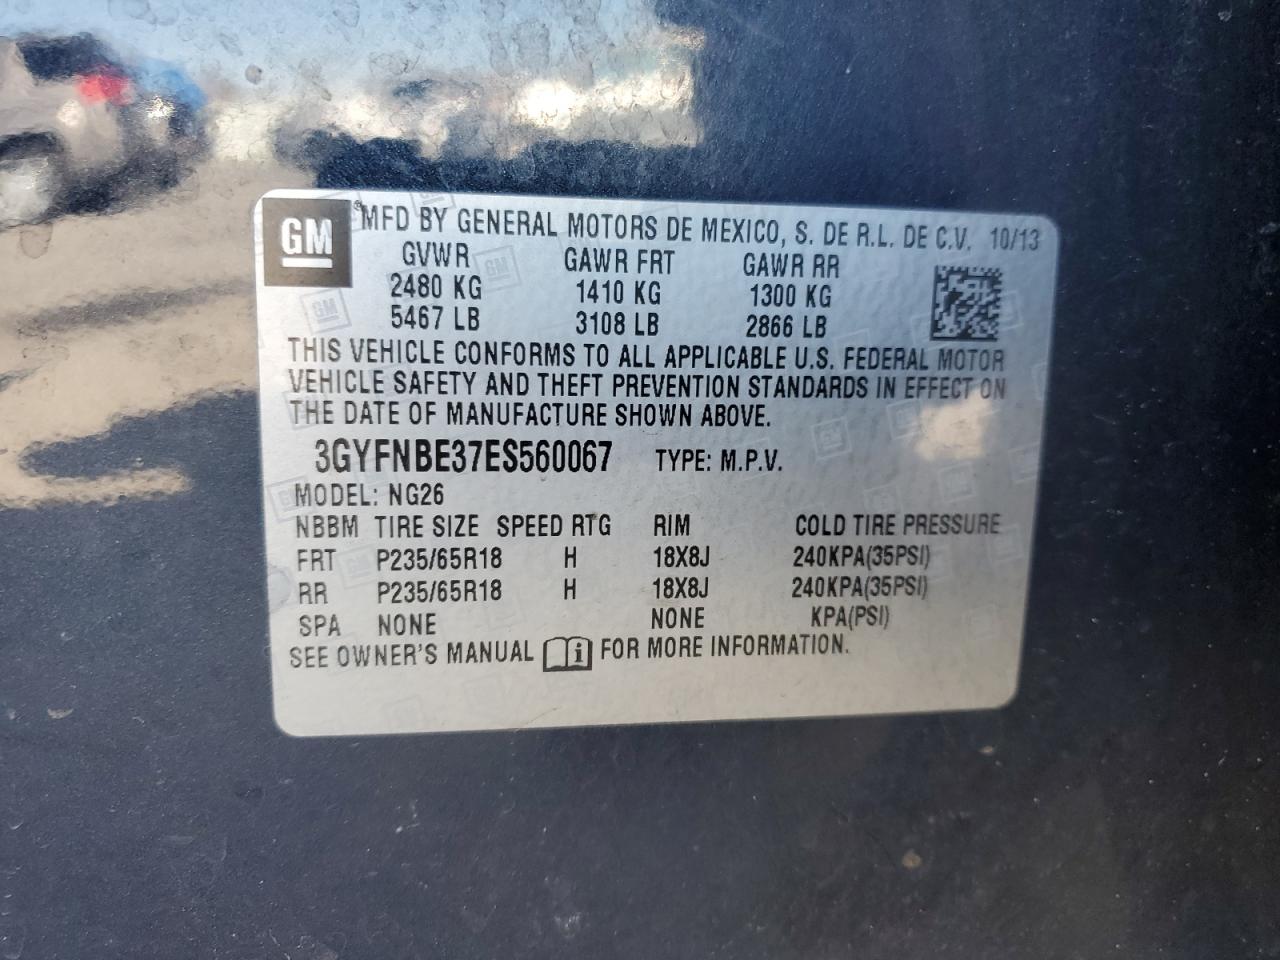 GM ® MFD BY GENERAL MOTORS DE MEXICO, S. DE R.L. DE C.V. 10/13
GVWR GAWR FRT GAWR RR
2480 KG 1410 KG 1300 KG
5467 LB 3108 LB 2866 LB
THIS VEHICLE CONFORMS TO ALL APPLICABLE U.S. FEDERAL MOTOR
VEHICLE SAFETY AND THEFT PREVENTION STANDARDS IN EFFECT ON
THE DATE OF MANUFACTURE SHOWN ABOVE.
3GYFNBE37ES560067 TYPE: M.P.V.
MODEL: NG26
NBBM TIRE SIZE SPEED RTG RIM COLD TIRE PRESSURE
FRT P235/65R18 H 18X8J 240KPA(35PSI)
RR P235/65R18 H 18X8J 240KPA(35PSI)
SPA NONE NONE KPA(PSI)
SEE OWNER'S MANUAL i FOR MORE INFORMATION.